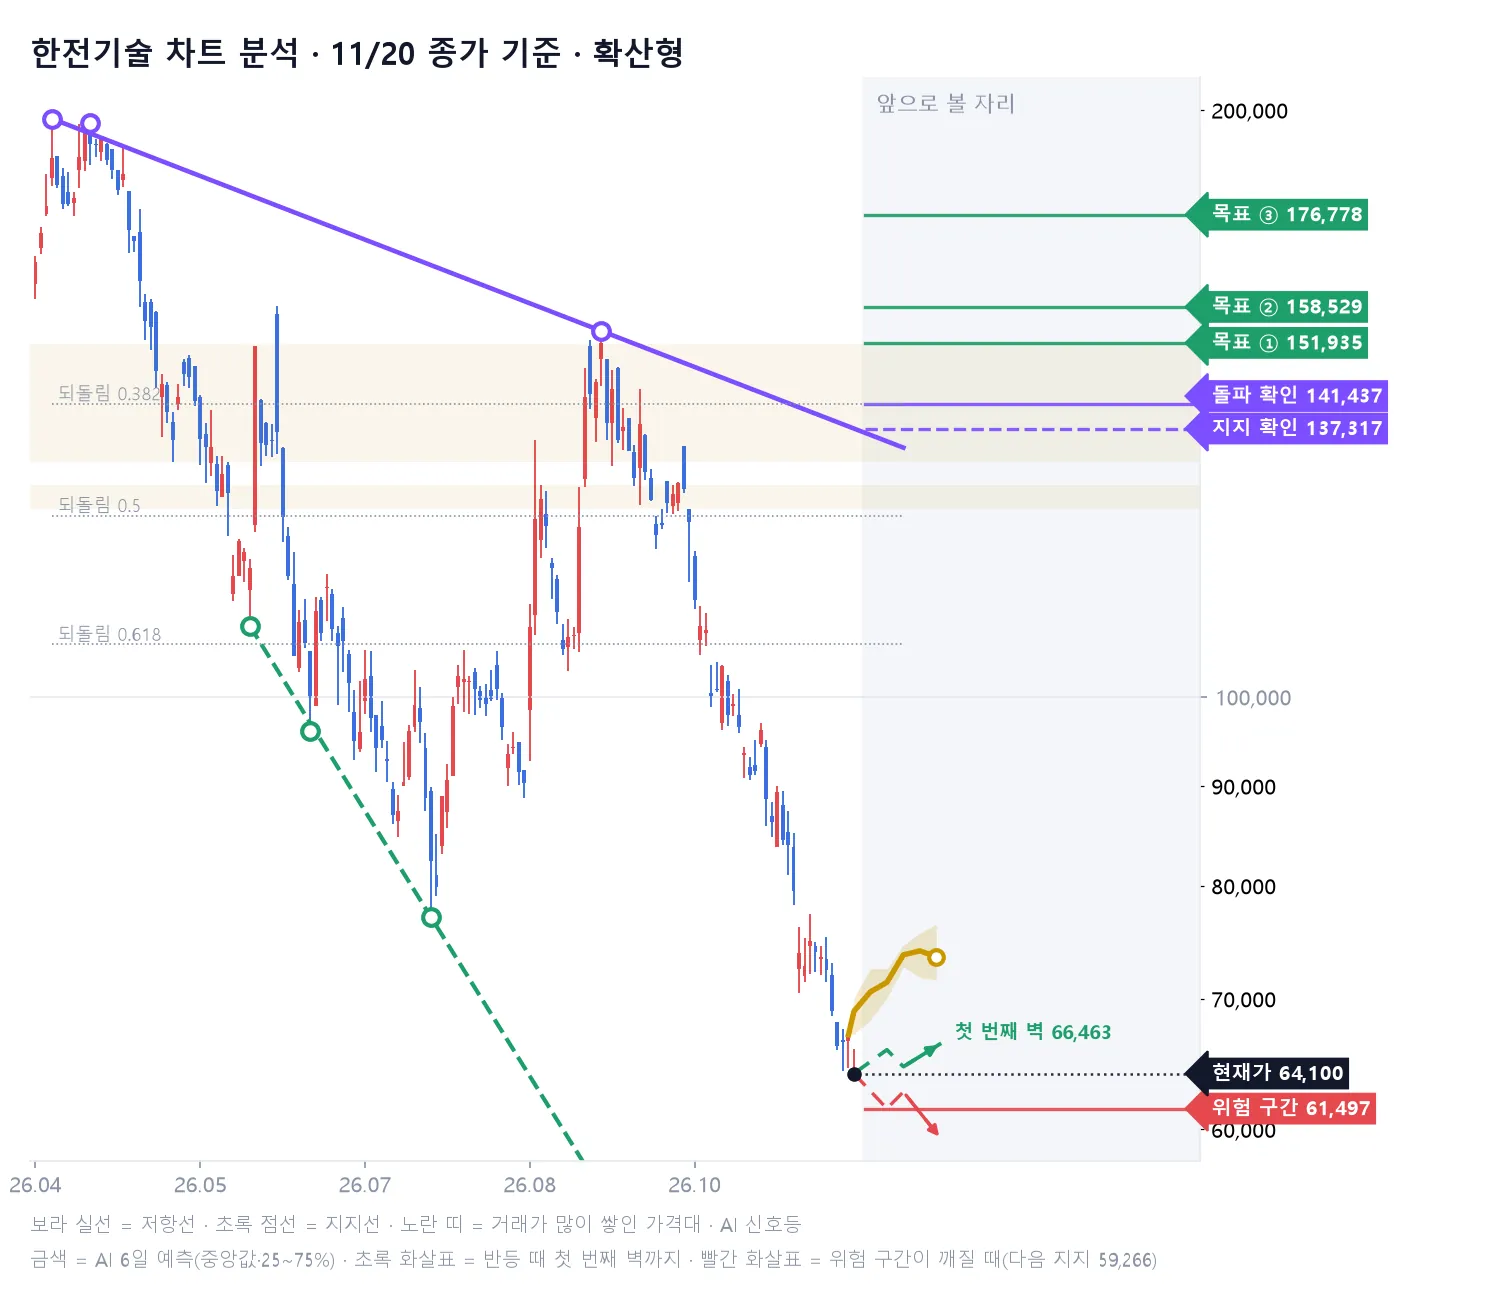 한전기술 차트 분석 · 11/20 종가 기준 · 확산형
앞으로 볼 자리
200,000
목표 ③ 176,778
목표 ② 158,529
목표 ① 151,935
되돌림 0.382
돌파 확인 141,437
지지 확인 137,317
되돌림 0.5
되돌림 0.618
100,000
90,000
80,000
70,000
첫 번째 벽 66,463
현재가 64,100
위험 구간 61,497
60,000
26.04 26.05 26.07 26.08 26.10
보라 실선 = 저항선 · 초록 점선 = 지지선 · 노란 띠 = 거래가 많이 쌓인 가격대 · AI 신호등
금색 = AI 6일 예측(중앙값·25~75%) · 초록 화살표 = 반등 때 첫 번째 벽까지 · 빨간 화살표 = 위험 구간이 깨질 때(다음 지지 59,266)